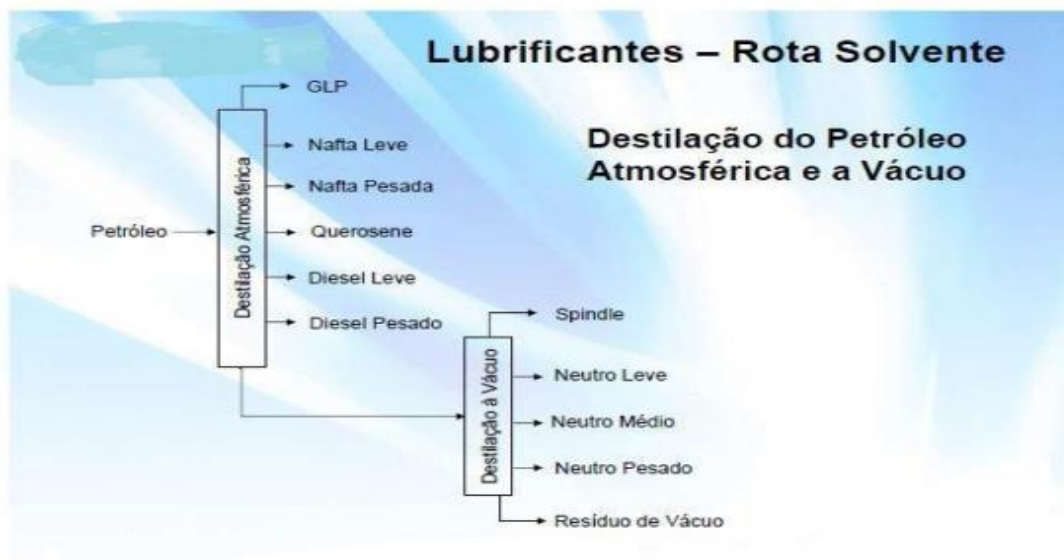 Lubrificantes – Rota Solvente
Destilação do Petróleo
Atmosférica e a Vácuo
GLP
Nafta Leve
Nafta Pesada
Petróleo
Destilação Atmosférica
Querosene
Diesel Leve
Diesel Pesado
Spindle
Destilação à Vácuo
Neutro Leve
Neutro Médio
Neutro Pesado
Resíduo de Vácuo